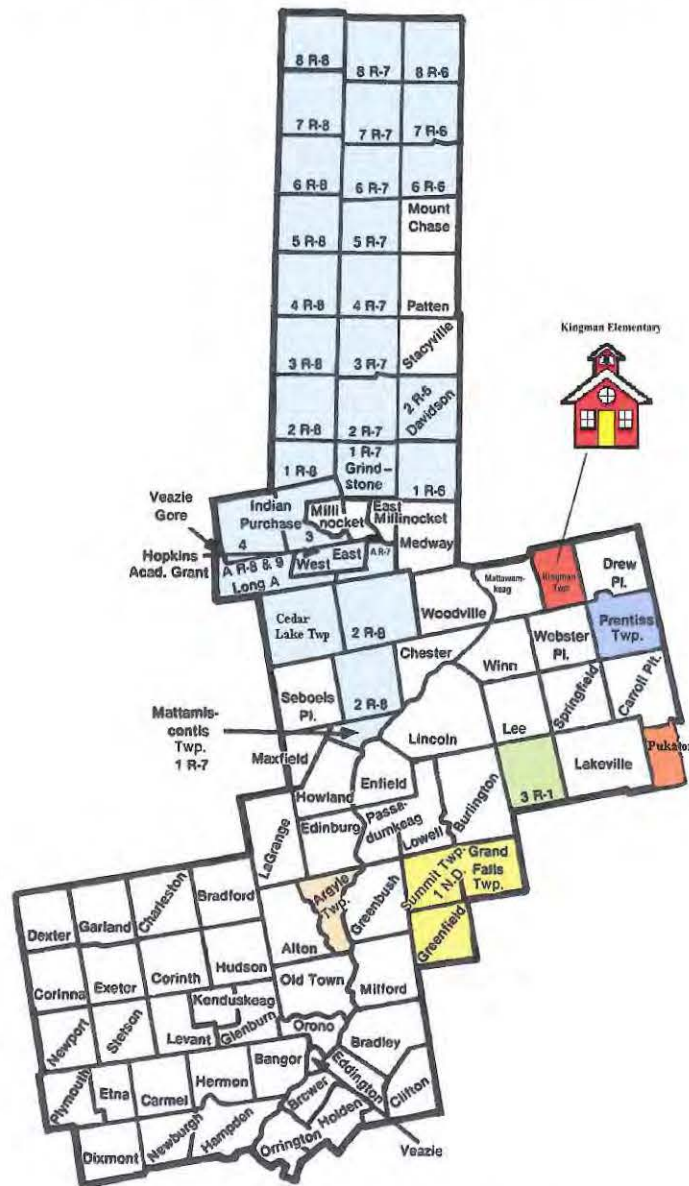 8 R-8
8 R-7
8 R-6
7 R-8
7 R-7
7 R-6
6 R-8
6 R-7
6 R-6
Mount
Chase
5 R-8
5 R-7
4 R-8
4 R-7
Patten
Kingman Elementary
3 R-8
3 R-7
Stacyville
2 R-8
2 R-7
2 R-6
Davidson
1 R-8
1 R-7
Grind-
stone
1 R-6
Veazie
Gore
Indian
Purchase
4
3
Milli
nocket
East
Millinocket
Hopkins
Acad. Grant
A R-8 & 9
Long A
West
East
A R-7
Medway
Mattawam-
keag
Kingman Twp
Drew
Pl.
Cedar
Lake Twp
2 R-8
Woodville
Prentiss
Twp.
Chester
Winn
Webster
Pl.
Springfield
Carroll Plt.
Seboeis
Pl.
2 R-8
Mattamis-
contis
Twp.
1 R-7
Lincoln
Lee
Maxfield
Lakeville
Enfield
3 R-1
Howland
Burlington
Passa-
dumkeag
Lowell
Edinburg
LaGrange
Summit Twp.
1 N.D.
Grand
Falls
Twp.
Greenfield
Argyle
Twp.
Greenbush
Bradford
Charleston
Garland
Dexter
Alton
Hudson
Corinth
Exeter
Corinna
Old Town
Milford
Kenduskeag
Glenburn
Levant
Stetson
Newport
Orono
Bradley
Bangor
Eddington
Clifton
Hermon
Carmel
Etna
Plymouth
Brewer
Holden
Newburgh
Hampden
Orrington
Dixmont
Veazie